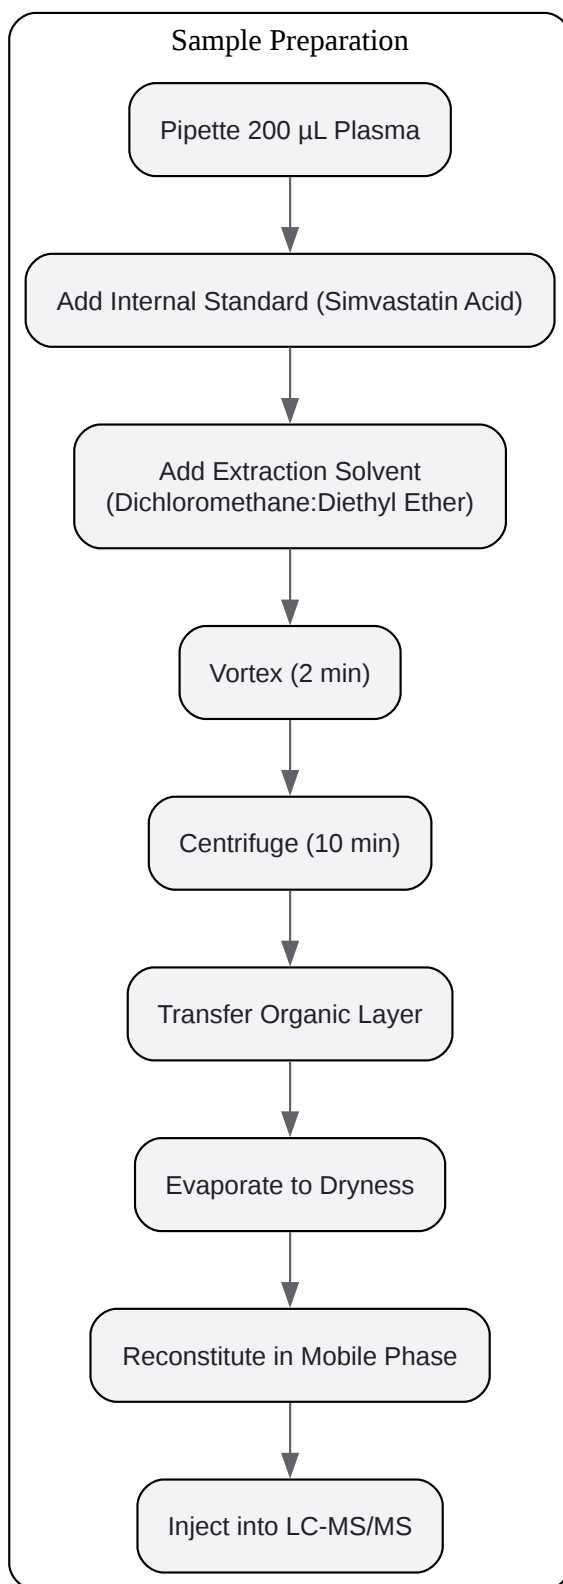 Sample Preparation
Pipette 200 µL Plasma
Add Internal Standard (Simvastatin Acid)
Add Extraction Solvent
(Dichloromethane:Diethyl Ether)
Vortex (2 min)
Centrifuge (10 min)
Transfer Organic Layer
Evaporate to Dryness
Reconstitute in Mobile Phase
Inject into LC-MS/MS